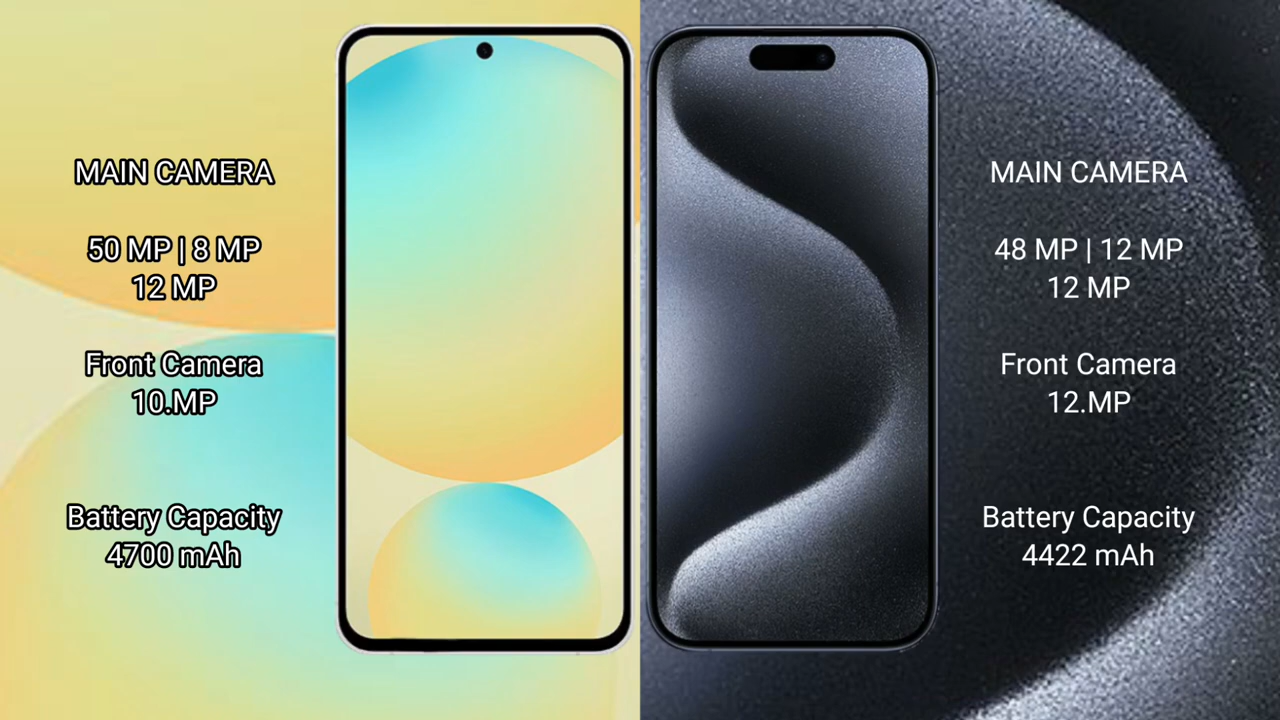 MAIN CAMERA
50 MP | 8 MP
12 MP
Front Camera
10.MP
Battery Capacity
4700 mAh
MAIN CAMERA
48 MP | 12 MP
12 MP
Front Camera
12.MP
Battery Capacity
4422 mAh